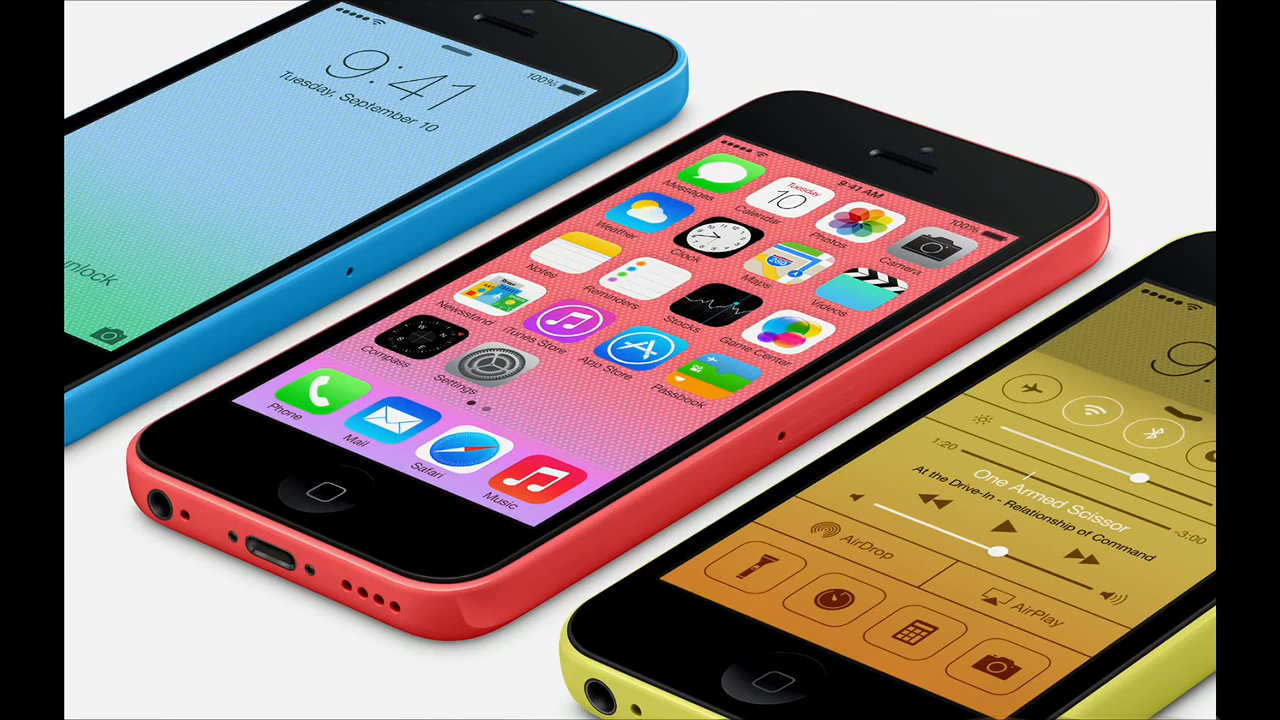 9:41
100%
Tuesday, September 10
unlock
9:41 AM
100%
Messages
Tuesday
10
Calendar
Photos
Camera
Weather
Clock
Maps
280
Videos
Notes
Reminders
Stocks
Game Center
Newsstand
iTunes Store
App Store
Passbook
Compass
Settings
Phone
Mail
Safari
Music
9:
1:20
-3:00
One Armed Scissor
At the Drive-In - Relationship of Command
AirDrop
AirPlay